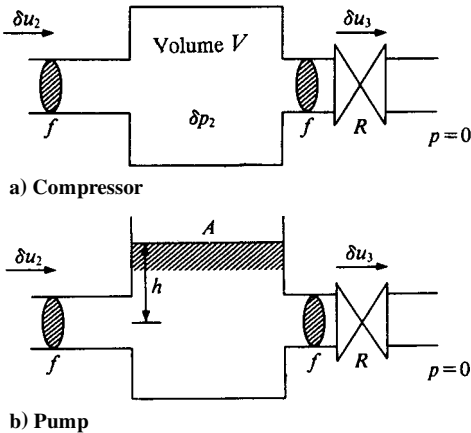 δu₂
δu₃
Volume V
δp₂
f
f
R
p=0
a) Compressor
A
δu₂
δu₃
h
f
f
R
p=0
b) Pump